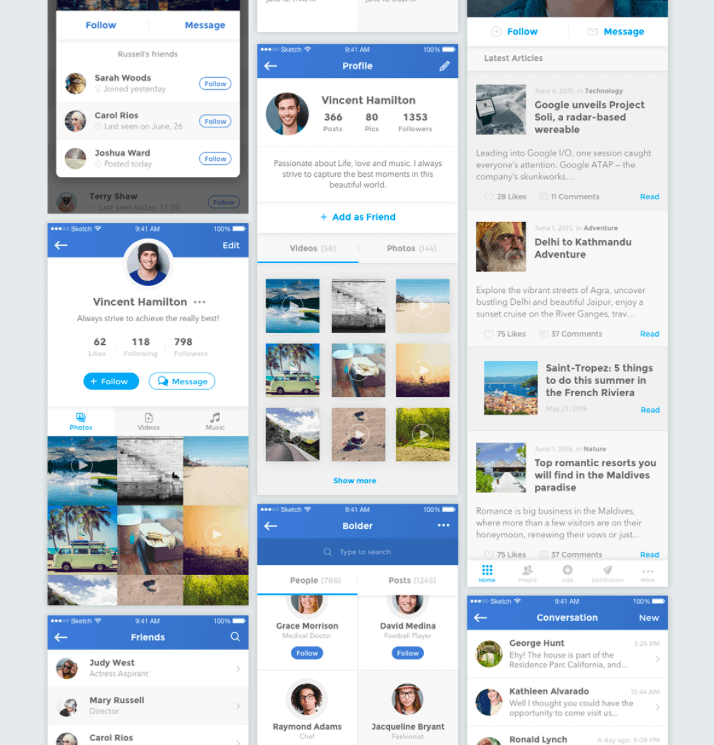 Follow
Message
Russell's friends
Sarah Woods
Joined yesterday
Follow
Carol Rios
Last seen on June, 26
Follow
Joshua Ward
Posted today
Follow
Terry Shaw
Last seen today, 11:00
Follow
Sketch 9:41 AM 100%
Edit
Vincent Hamilton
Always strive to achieve the really best!
62 118 798
Likes Following Followers
+ Follow
Message
Photos Videos Music
Sketch 9:41 AM 100%
Friends
Judy West
Actress Aspirant
Mary Russell
Director
Carol Rios
Sketch 9:41 AM 100%
Profile
Vincent Hamilton
366 80 1353
Posts Pics Followers
Passionate about Life, love and music. I always
strive to capture the best moments in this
beautiful world.
+ Add as Friend
Videos (56) Photos (144)
Show more
Sketch 9:41 AM 100%
Bolder
Type to search
People (788) Posts (1245)
Grace Morrison
Medical Doctor
Follow
David Medina
Football Player
Follow
Raymond Adams
Chef
Jacqueline Bryant
Fashionist
Follow
Message
Latest Articles
June 4, 2015, in Technology
Google unveils Project
Soli, a radar-based
wereable
Leading into Google I/O, one session caught
everyone's attention. Google ATAP – the
company's skunkworks...
28 Likes 11 Comments Read
June 1, 2015, in Adventure
Delhi to Kathmandu
Adventure
Explore the vibrant streets of Agra, uncover
bustling Delhi and beautiful Jaipur, enjoy a
sunset cruise on the River Ganges, trav...
75 Likes 37 Comments Read
Saint-Tropez: 5 things
to do this summer in
the French Riviera
May 27, 2015 Read
June 1, 2015, in Nature
Top romantic resorts you
will find in the Maldives
paradise
Romance is big business in the Maldives,
where more than a few visitors are on their
honeymoon, renewing their vows or just...
75 Likes 37 Comments Read
Home People Add Notification More
Sketch 9:41 AM 100%
Conversation
New
George Hunt 3:28 PM
Ehy! The house is part of the
Residence Parc California, and...
Kathleen Alvarado 10:44 AM
Well I thought you could have the
opportunity to come visit us...
Ronald Lynch A day ago, 9:09 PM